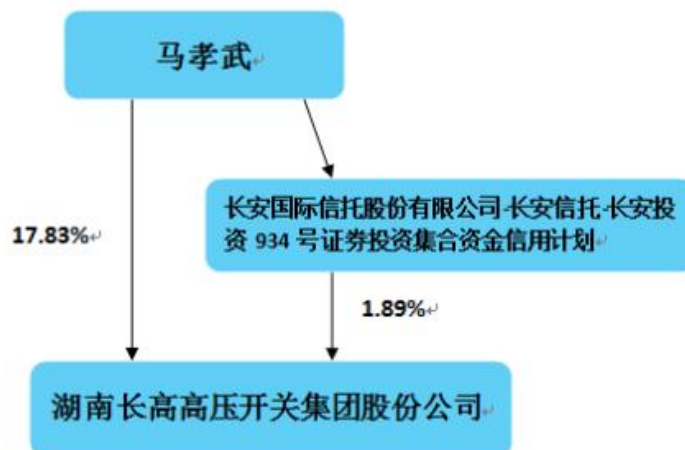 马孝武
长安国际信托股份有限公司-长安信托-长安投
资 934 号证券投资集合资金信用计划
17.83%
1.89%
湖南长高高压开关集团股份公司